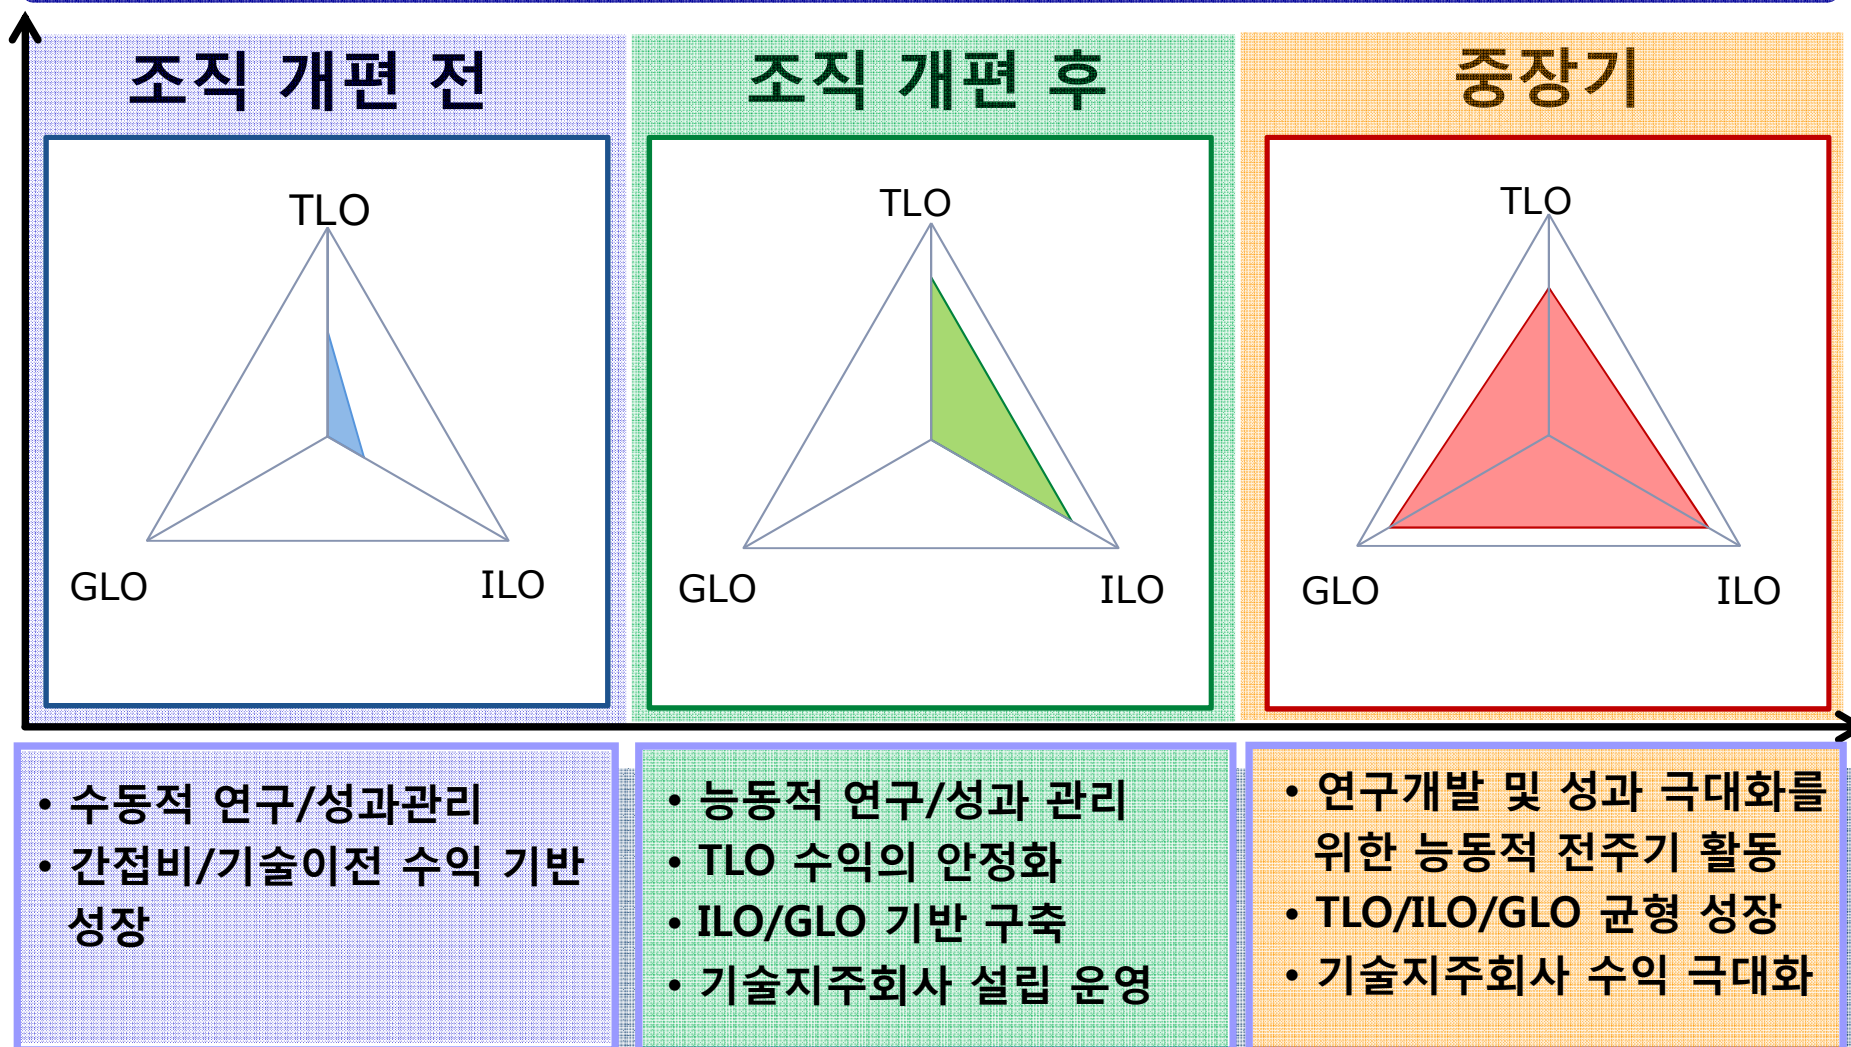 조직 개편 전
조직 개편 후
중장기
TLO
GLO
ILO
TLO
GLO
ILO
TLO
GLO
ILO
• 수동적 연구/성과관리
• 간접비/기술이전 수익 기반
성장
• 능동적 연구/성과 관리
• TLO 수익의 안정화
• ILO/GLO 기반 구축
• 기술지주회사 설립 운영
• 연구개발 및 성과 극대화를
위한 능동적 전주기 활동
• TLO/ILO/GLO 균형 성장
• 기술지주회사 수익 극대화